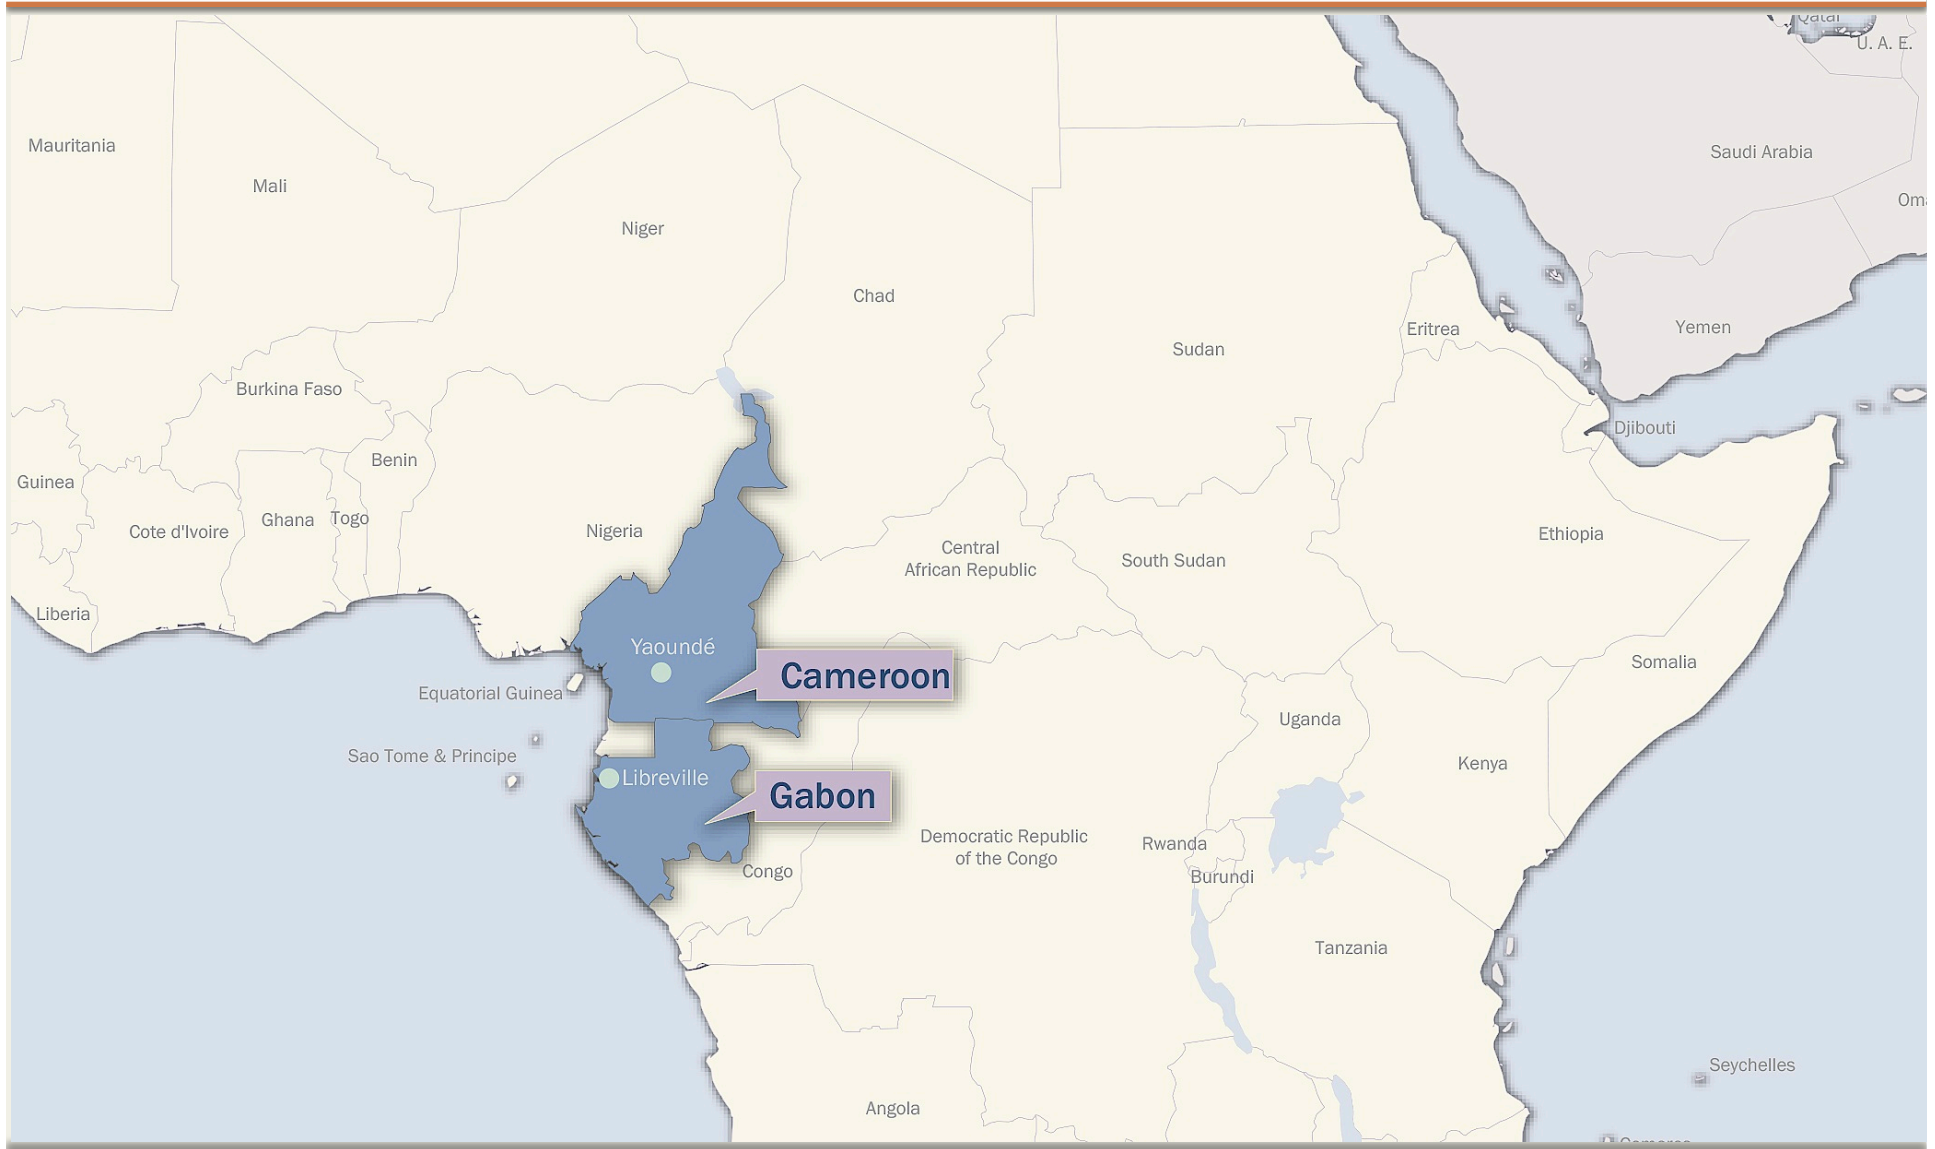 Qatar
U. A. E.
Mauritania
Saudi Arabia
Mali
Niger
Chad
Eritrea
Yemen
Sudan
Burkina Faso
Djibouti
Benin
Guinea
Cote d'Ivoire
Ghana
Togo
Nigeria
Ethiopia
Central
African Republic
South Sudan
Liberia
Yaoundé
Cameroon
Somalia
Equatorial Guinea
Uganda
Sao Tome & Principe
Kenya
Libreville
Gabon
Democratic Republic
of the Congo
Rwanda
Congo
Burundi
Tanzania
Seychelles
Angola